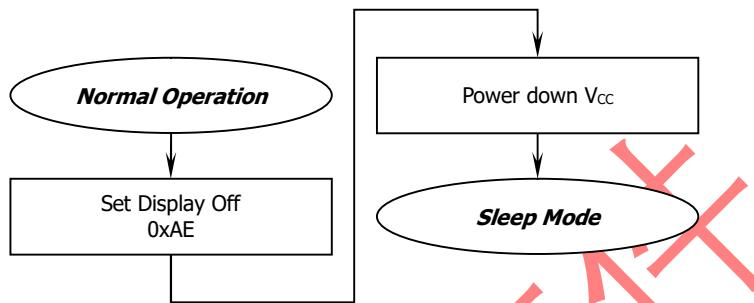 Normal Operation
Set Display Off
0xAE
Power down VCC
Sleep Mode